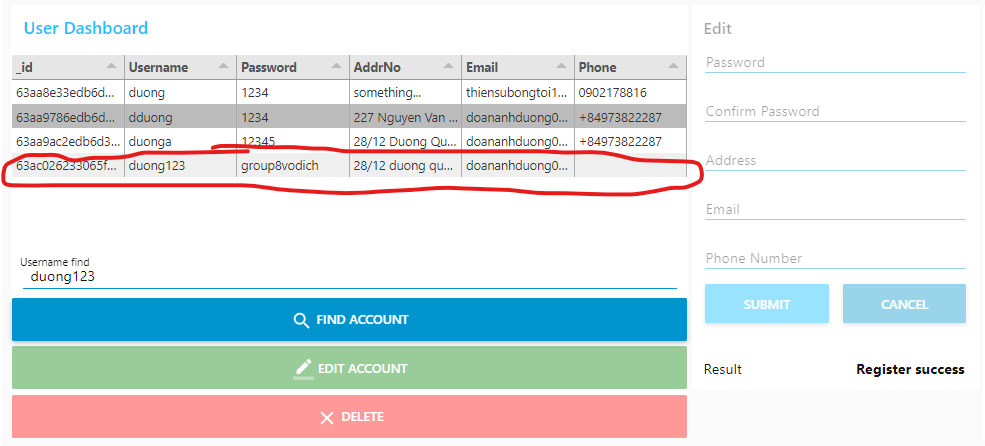 User Dashboard
_id Username Password AddrNo Email Phone
63aa8e33edb6d... duong 1234 something... thiensubongtoi1... 0902178816
63aa9786edb6d... dduong 1234 227 Nguyen Van ... doananhduong0... +84973822287
63aa9ac2edb6d3... duonga 12345 28/12 Duong Qu... doananhduong0... +84973822287
63ac026233065f... duong123 group8vodich 28/12 duong qu... doananhduong0...
Username find
duong123
FIND ACCOUNT
EDIT ACCOUNT
DELETE
Edit
Password
Confirm Password
Address
Email
Phone Number
SUBMIT CANCEL
Result Register success